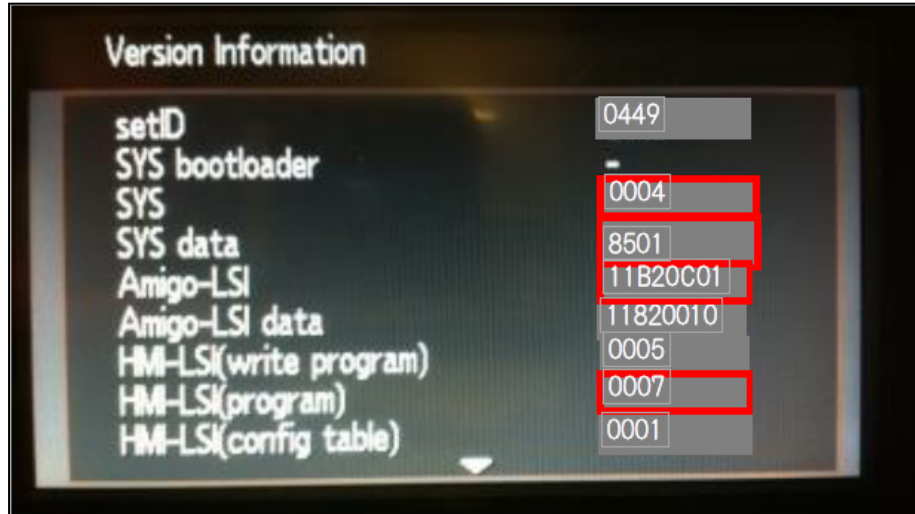 Version Information
setID 0449
SYS bootloader -
SYS 0004
SYS data 8501
Amigo-LSI 11B20C01
Amigo-LSI data 11820010
HMI-LSI(write program) 0005
HMI-LSI(program) 0007
HMI-LSI(config table) 0001